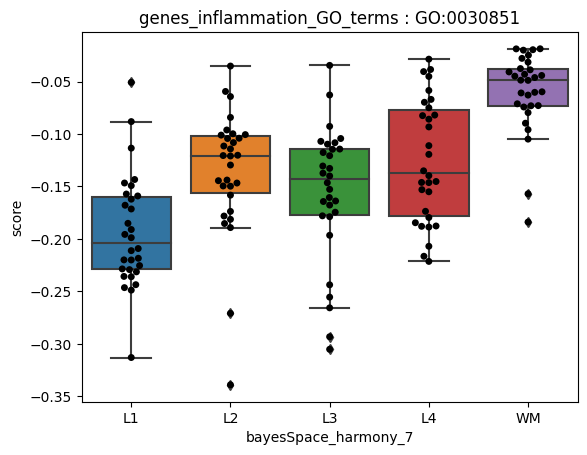 genes_inflammation_GO_terms : GO:0030851
score
−0.05
−0.10
−0.15
−0.20
−0.25
−0.30
−0.35
L1 L2 L3 L4 WM
bayesSpace_harmony_7